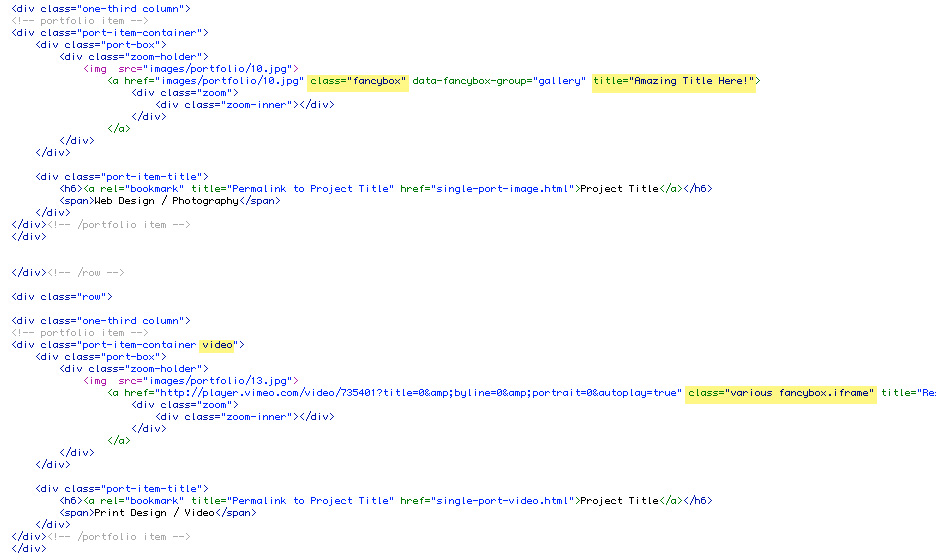 <div class="one-third column">
<!-- portfolio item -->
<div class="port-item-container">
<div class="port-box">
<div class="zoom-holder">
<img src="images/portfolio/10.jpg">
<a href="images/portfolio/10.jpg" class="fancybox" data-fancybox-group="gallery" title="Amazing Title Here!">
<div class="zoom">
<div class="zoom-inner"></div>
</div>
</a>
</div>
</div>
<div class="port-item-title">
<h6><a rel="bookmark" title="Permalink to Project Title" href="single-port-image.html">Project Title</a></h6>
<span>Web Design / Photography</span>
</div>
</div><!-- /portfolio item -->
</div>
</div><!-- /row -->
<div class="row">
<div class="one-third column">
<!-- portfolio item -->
<div class="port-item-container video">
<div class="port-box">
<div class="zoom-holder">
<img src="images/portfolio/13.jpg">
<a href="http://player.vimeo.com/video/735401?title=0&amp;byline=0&amp;portrait=0&autoplay=true" class="various fancybox.iframe" title="Re
<div class="zoom">
<div class="zoom-inner"></div>
</div>
</a>
</div>
</div>
<div class="port-item-title">
<h6><a rel="bookmark" title="Permalink to Project Title" href="single-port-video.html">Project Title</a></h6>
<span>Print Design / Video</span>
</div>
</div><!-- /portfolio item -->
</div>